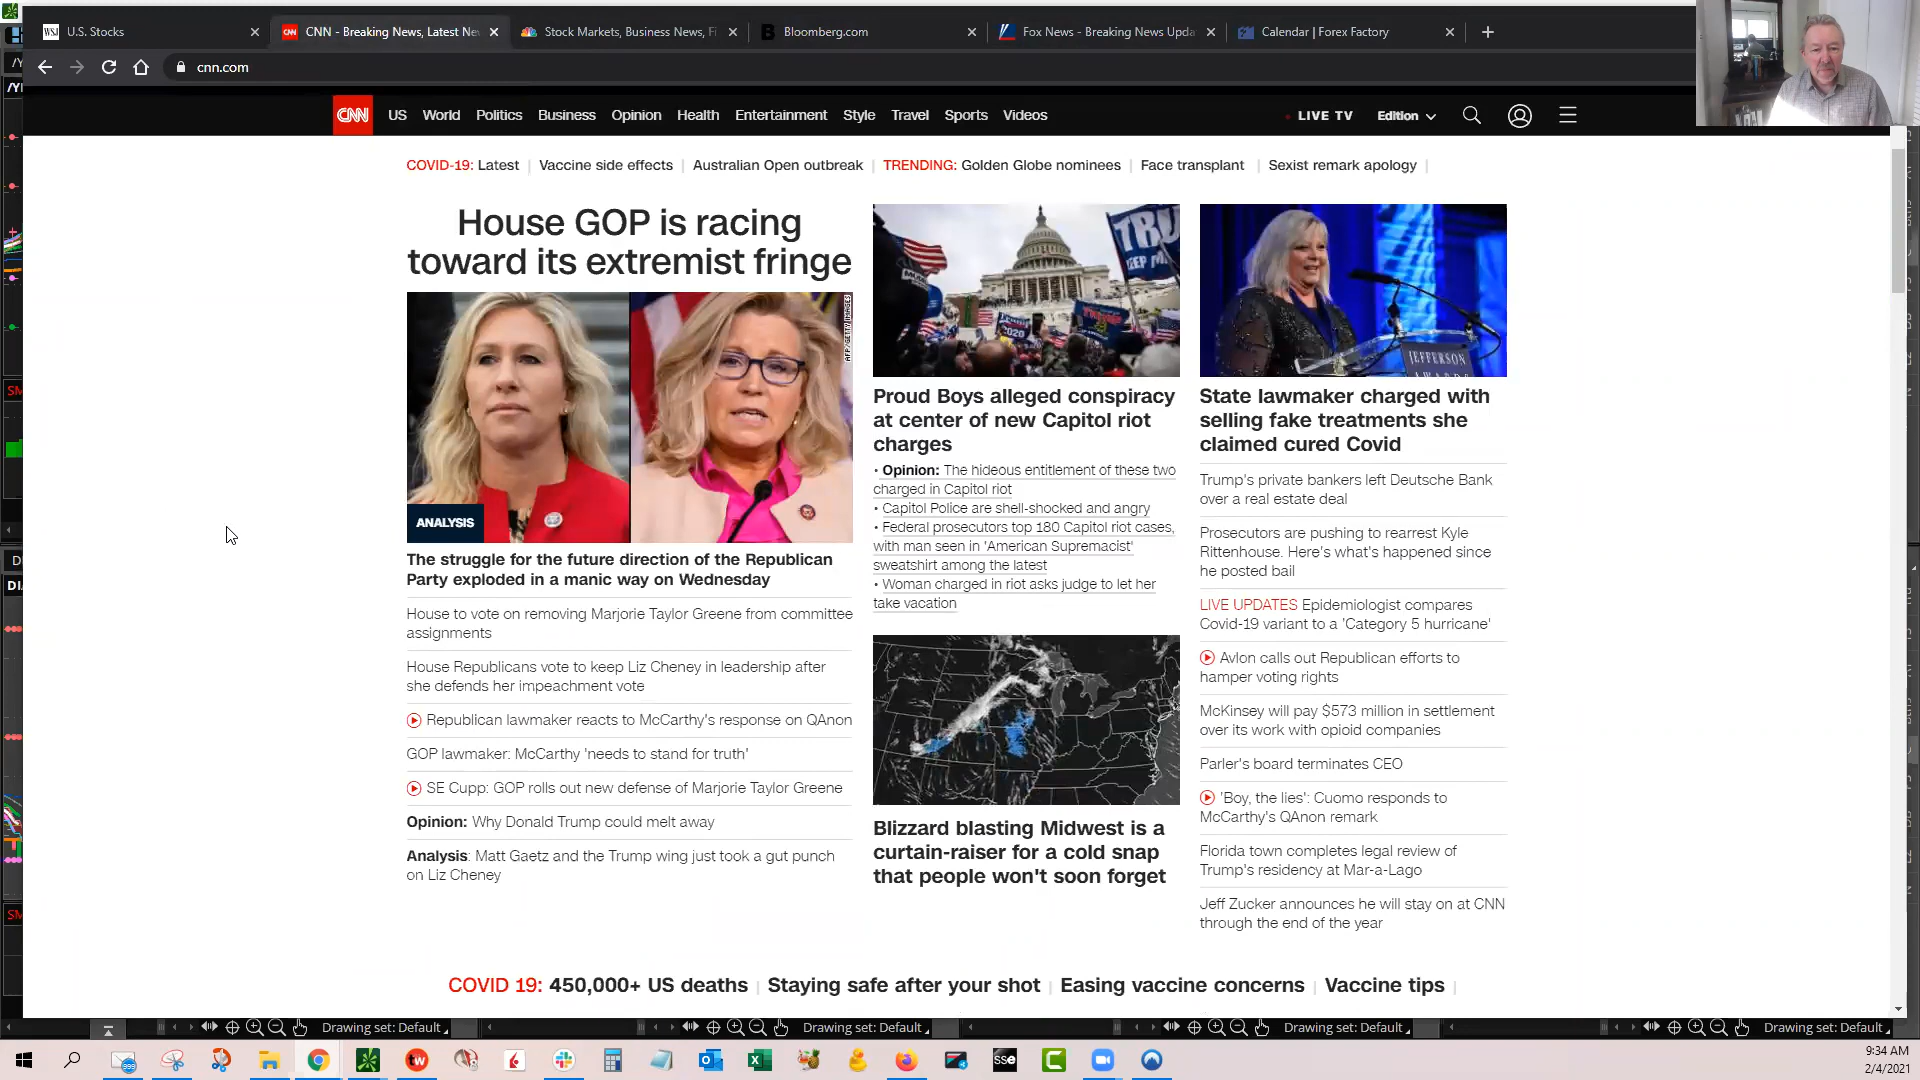 WSJ U.S. Stocks
CNN CNN - Breaking News, Latest Ne
Stock Markets, Business News, Fi
Bloomberg.com
Fox News - Breaking News Upda
Calendar | Forex Factory
cnn.com
CNN US World Politics Business Opinion Health Entertainment Style Travel Sports Videos
LIVE TV Edition
COVID-19: Latest Vaccine side effects Australian Open outbreak TRENDING: Golden Globe nominees Face transplant Sexist remark apology
House GOP is racing
toward its extremist fringe
AFP/GETTY IMAGES
ANALYSIS
The struggle for the future direction of the Republican
Party exploded in a manic way on Wednesday
House to vote on removing Marjorie Taylor Greene from committee
assignments
House Republicans vote to keep Liz Cheney in leadership after
she defends her impeachment vote
Republican lawmaker reacts to McCarthy's response on QAnon
GOP lawmaker: McCarthy 'needs to stand for truth'
SE Cupp: GOP rolls out new defense of Marjorie Taylor Greene
Opinion: Why Donald Trump could melt away
Analysis: Matt Gaetz and the Trump wing just took a gut punch
on Liz Cheney
Proud Boys alleged conspiracy
at center of new Capitol riot
charges
• Opinion: The hideous entitlement of these two
charged in Capitol riot
• Capitol Police are shell-shocked and angry
• Federal prosecutors top 180 Capitol riot cases,
with man seen in 'American Supremacist'
sweatshirt among the latest
• Woman charged in riot asks judge to let her
take vacation
Blizzard blasting Midwest is a
curtain-raiser for a cold snap
that people won't soon forget
JEFFERSON
AWARDS
State lawmaker charged with
selling fake treatments she
claimed cured Covid
Trump's private bankers left Deutsche Bank
over a real estate deal
Prosecutors are pushing to rearrest Kyle
Rittenhouse. Here's what's happened since
he posted bail
LIVE UPDATES Epidemiologist compares
Covid-19 variant to a 'Category 5 hurricane'
Avlon calls out Republican efforts to
hamper voting rights
McKinsey will pay $573 million in settlement
over its work with opioid companies
Parler's board terminates CEO
'Boy, the lies': Cuomo responds to
McCarthy's QAnon remark
Florida town completes legal review of
Trump's residency at Mar-a-Lago
Jeff Zucker announces he will stay on at CNN
through the end of the year
COVID 19: 450,000+ US deaths Staying safe after your shot Easing vaccine concerns Vaccine tips
Drawing set: Default
Drawing set: Default
Drawing set: Default
Drawing set: Default
999
tw
SSe
9:34 AM
2/4/2021